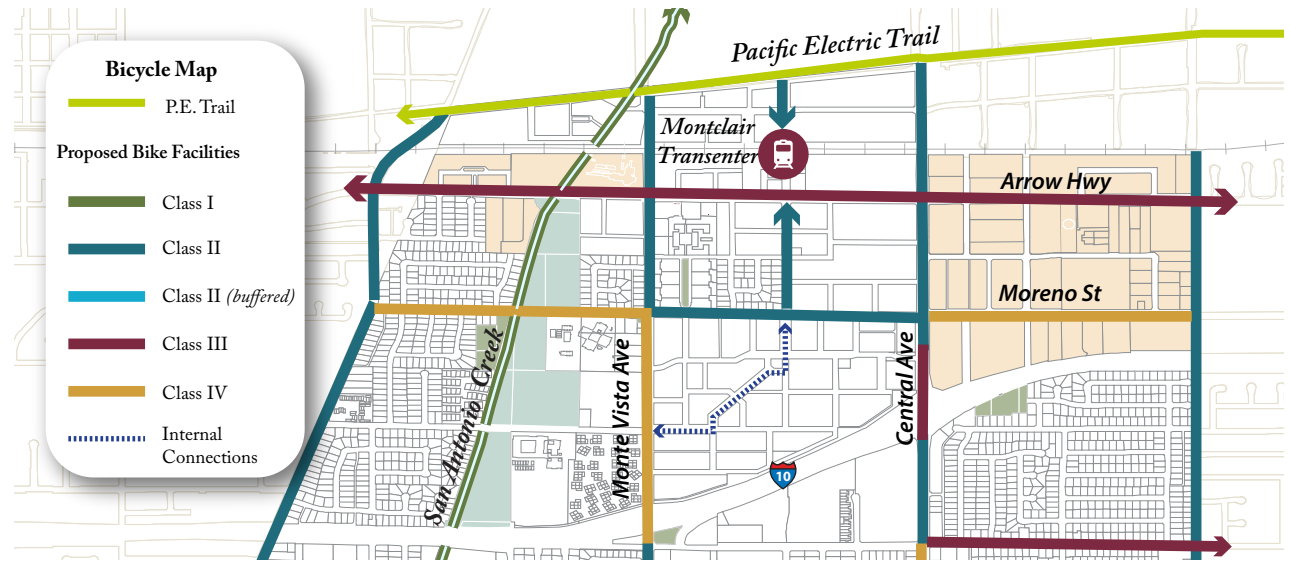 Bicycle Map
P.E. Trail
Proposed Bike Facilities
Class I
Class II
Class II (buffered)
Class III
Class IV
Internal
Connections
Pacific Electric Trail
Montclair
Transenter
Arrow Hwy
Moreno St
San Antonio Creek
Monte Vista Ave
Central Ave
10